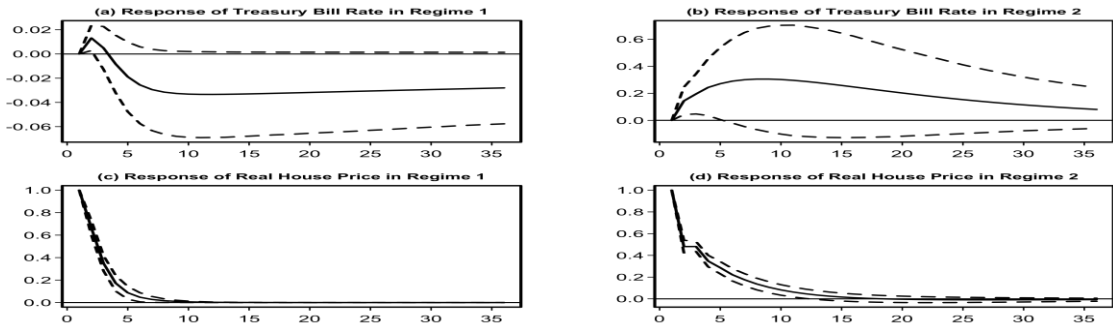 (a) Response of Treasury Bill Rate in Regime 1
0.02
0.00
-0.02
-0.04
-0.06
0 5 10 15 20 25 30 35
(b) Response of Treasury Bill Rate in Regime 2
0.6
0.4
0.2
0.0
0 5 10 15 20 25 30 35
(c) Response of Real House Price in Regime 1
1.0
0.8
0.6
0.4
0.2
0.0
0 5 10 15 20 25 30 35
(d) Response of Real House Price in Regime 2
1.0
0.8
0.6
0.4
0.2
0.0
0 5 10 15 20 25 30 35